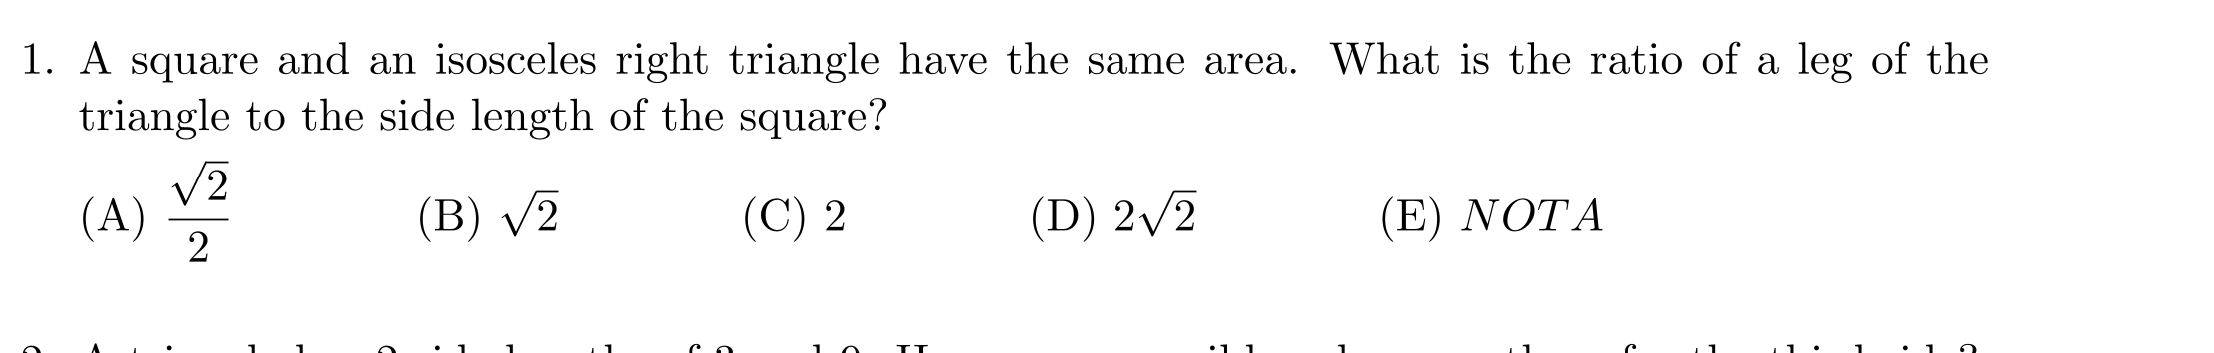 1. A square and an isosceles right triangle have the same area. What is the ratio of a leg of the
triangle to the side length of the square?
(A) √2/2 (B) √2 (C) 2 (D) 2√2 (E) NOTA